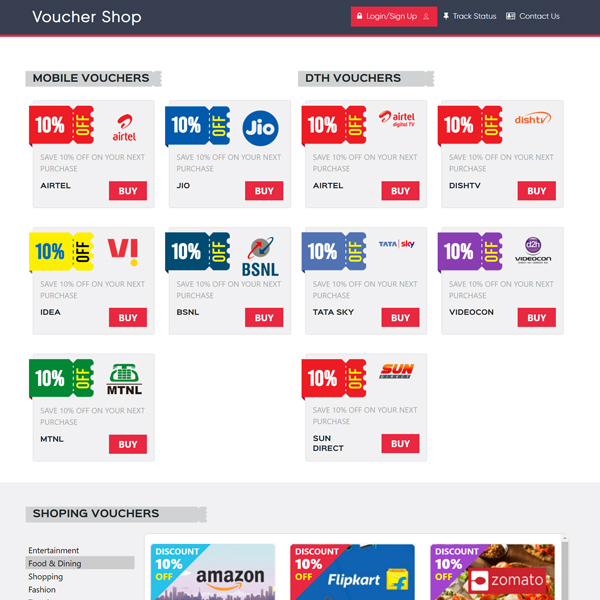 Voucher Shop
Login/Sign Up
Track Status
Contact Us
MOBILE VOUCHERS
DTH VOUCHERS
10% OFF
airtel
SAVE 10% OFF ON YOUR NEXT
PURCHASE
AIRTEL
BUY
10% OFF
Jio
SAVE 10% OFF ON YOUR NEXT
PURCHASE
JIO
BUY
10% OFF
airtel
digital TV
SAVE 10% OFF ON YOUR NEXT
PURCHASE
AIRTEL
BUY
10% OFF
dishtv
SAVE 10% OFF ON YOUR NEXT
PURCHASE
DISHTV
BUY
10% OFF
V!
SAVE 10% OFF ON YOUR NEXT
PURCHASE
IDEA
BUY
10% OFF
BSNL
SAVE 10% OFF ON YOUR NEXT
PURCHASE
BSNL
BUY
10% OFF
TATA sky
SAVE 10% OFF ON YOUR NEXT
PURCHASE
TATA SKY
BUY
10% OFF
d2h
VIDEOCON
SAVE 10% OFF ON YOUR NEXT
PURCHASE
VIDEOCON
BUY
10% OFF
MTNL
SAVE 10% OFF ON YOUR NEXT
PURCHASE
MTNL
BUY
10% OFF
SUN
DIRECT
SAVE 10% OFF ON YOUR NEXT
PURCHASE
SUN
DIRECT
BUY
SHOPING VOUCHERS
Entertainment
Food & Dining
Shopping
Fashion
DISCOUNT
10%
OFF
amazon
DISCOUNT
10%
OFF
Flipkart
DISCOUNT
10%
OFF
zomato